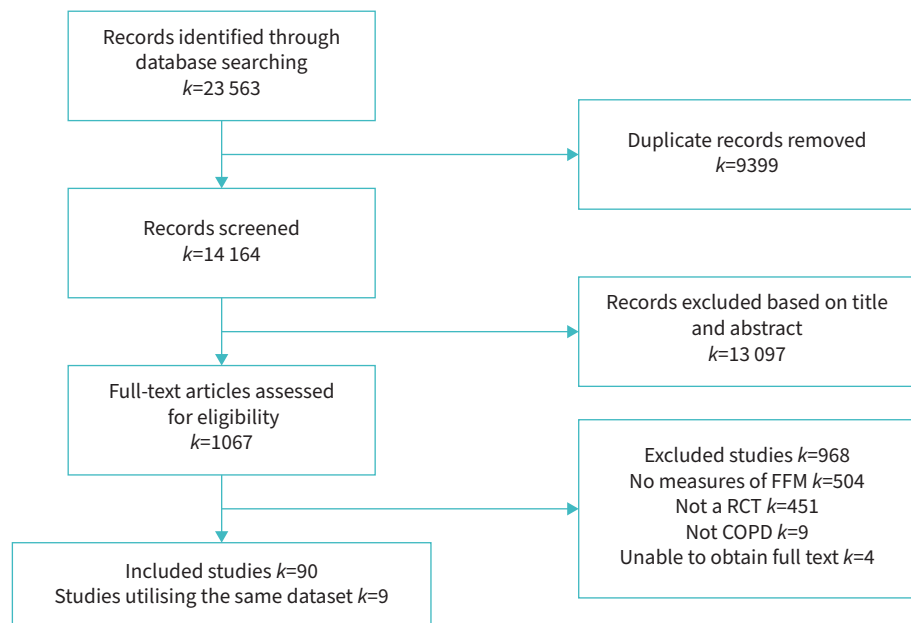 Records identified through
database searching
k=23 563
Duplicate records removed
k=9399
Records screened
k=14 164
Records excluded based on title
and abstract
k=13 097
Full-text articles assessed
for eligibility
k=1067
Excluded studies k=968
No measures of FFM k=504
Not a RCT k=451
Not COPD k=9
Unable to obtain full text k=4
Included studies k=90
Studies utilising the same dataset k=9